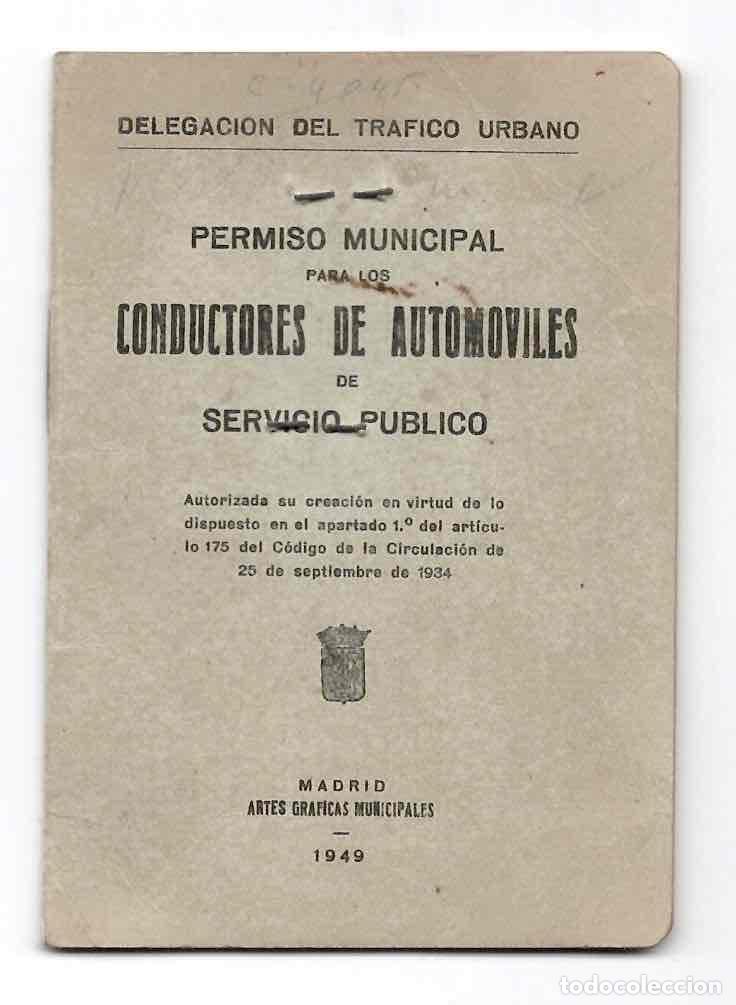 DELEGACION DEL TRAFICO URBANO
PERMISO MUNICIPAL
PARA LOS
CONDUCTORES DE AUTOMOVILES
DE
SERVICIO PUBLICO
Autorizada su creación en virtud de lo
dispuesto en el apartado 1.º del artícu-
lo 175 del Código de la Circulación de
25 de septiembre de 1934
MADRID
ARTES GRAFICAS MUNICIPALES
1949
todocoleccion